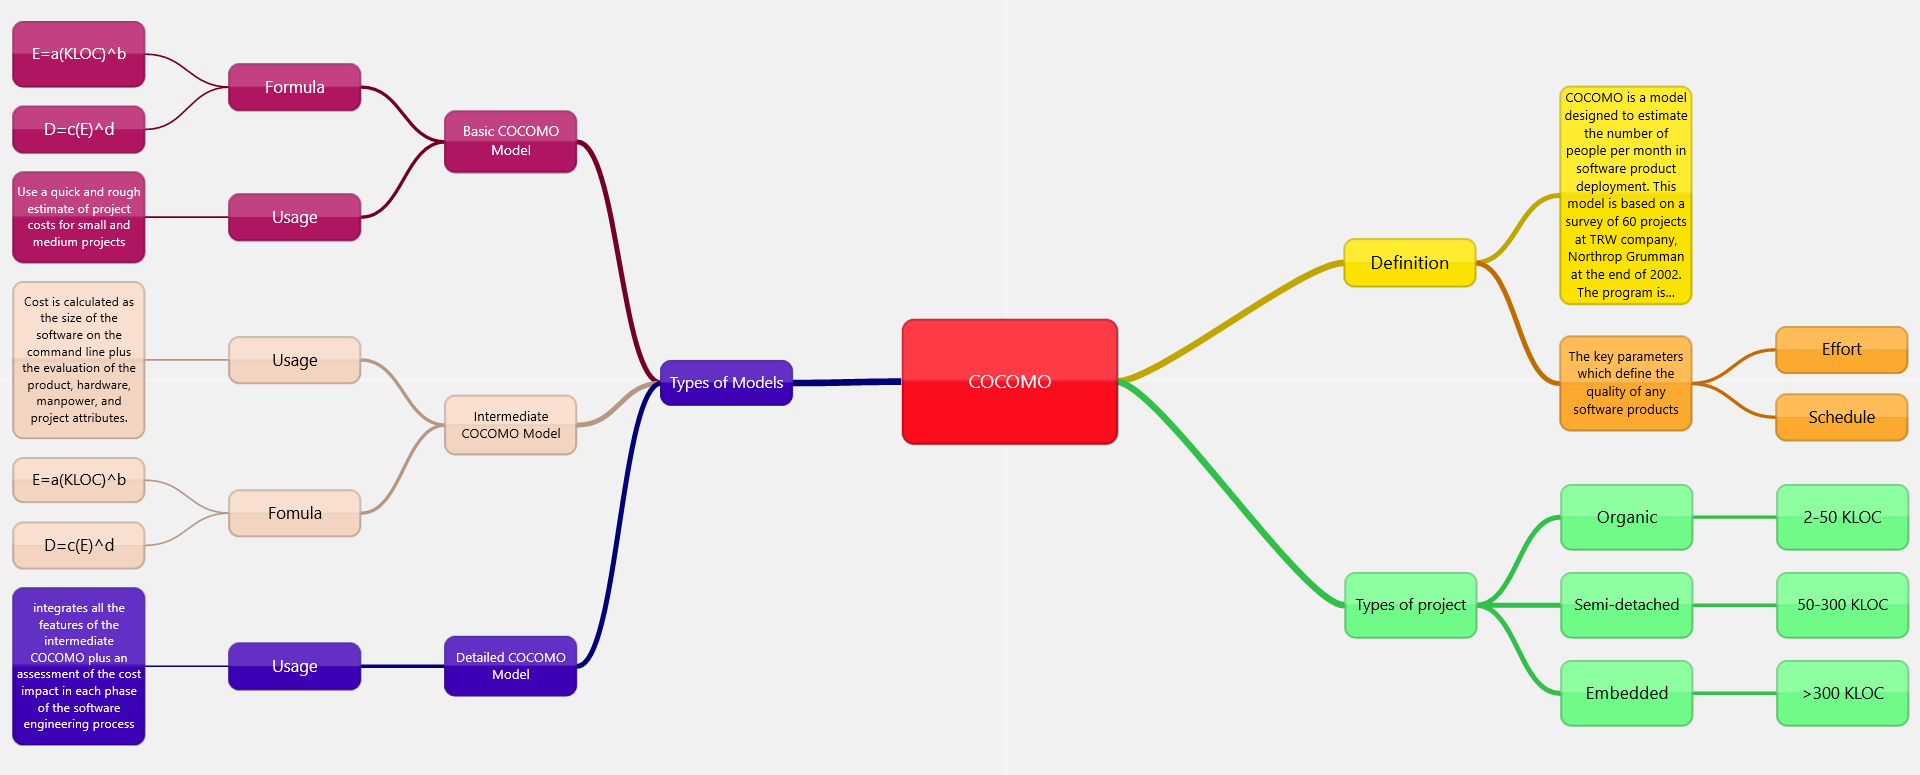 COCOMO
Definition
COCOMO is a model
designed to estimate
the number of
people per month in
software product
deployment. This
model is based on a
survey of 60 projects
at TRW company,
Northrop Grumman
at the end of 2002.
The program is...
The key parameters
which define the
quality of any
software products
Effort
Schedule
Types of project
Organic
2-50 KLOC
Semi-detached
50-300 KLOC
Embedded
>300 KLOC
Types of Models
Basic COCOMO
Model
Formula
E=a(KLOC)^b
D=c(E)^d
Usage
Use a quick and rough
estimate of project
costs for small and
medium projects
Intermediate
COCOMO Model
Usage
Cost is calculated as
the size of the
software on the
command line plus
the evaluation of the
product, hardware,
manpower, and
project attributes.
Fomula
E=a(KLOC)^b
D=c(E)^d
Detailed COCOMO
Model
Usage
integrates all the
features of the
intermediate
COCOMO plus an
assessment of the cost
impact in each phase
of the software
engineering process